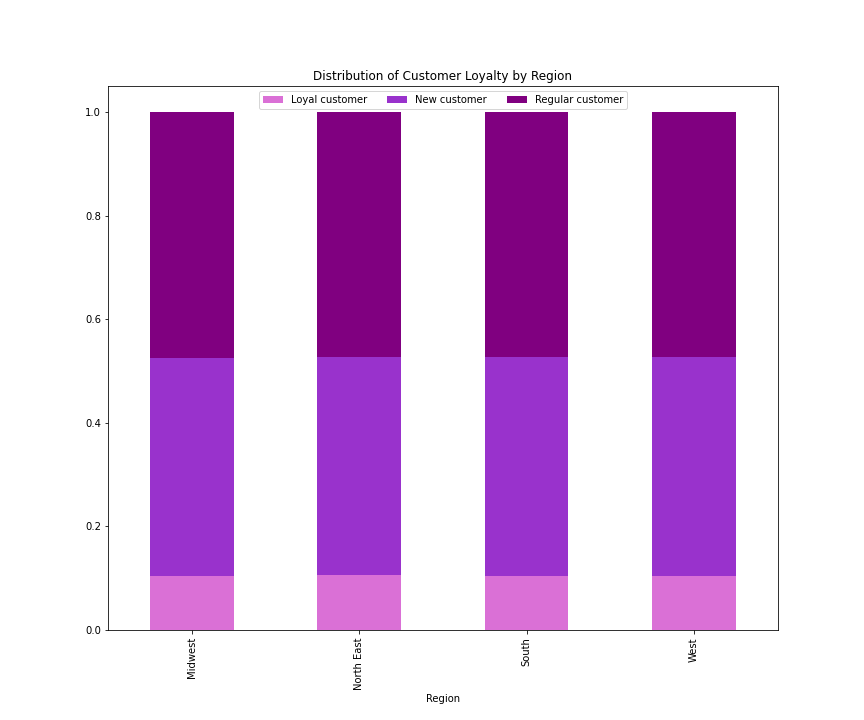 Distribution of Customer Loyalty by Region
Loyal customer New customer Regular customer
1.0
0.8
0.6
0.4
0.2
0.0
Midwest
North East
South
West
Region